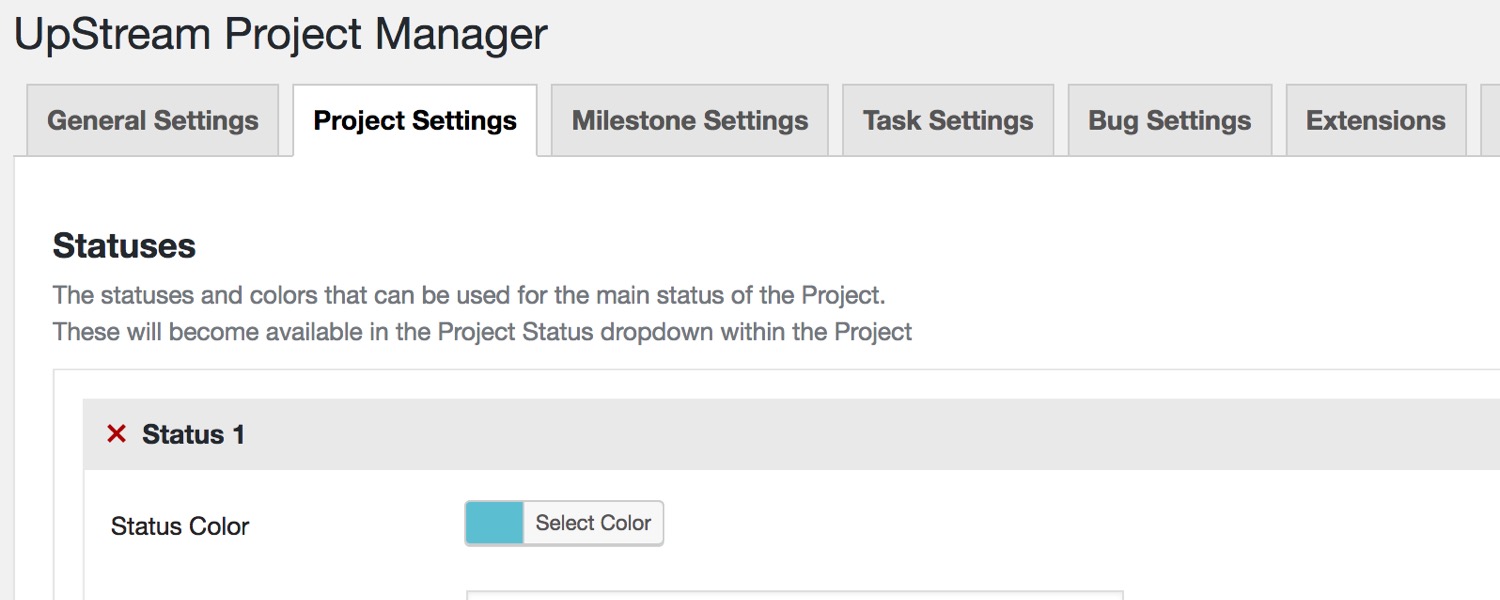 UpStream Project Manager
General Settings Project Settings Milestone Settings Task Settings Bug Settings Extensions
Statuses
The statuses and colors that can be used for the main status of the Project.
These will become available in the Project Status dropdown within the Project
Status 1
Status Color Select Color